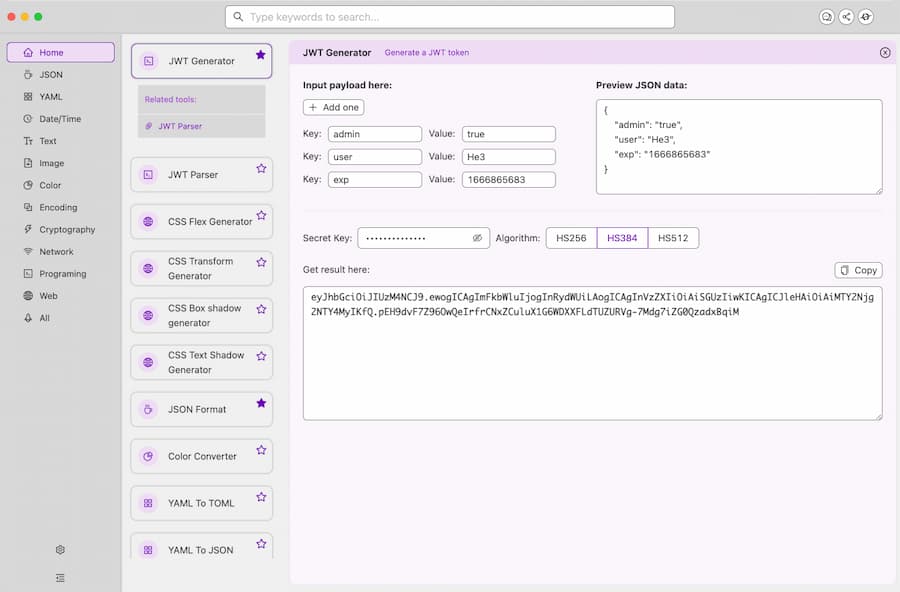 Type keywords to search...
Home
JSON
YAML
Date/Time
Text
Image
Color
Encoding
Cryptography
Network
Programing
Web
All
JWT Generator
Related tools:
JWT Parser
JWT Parser
CSS Flex Generator
CSS Transform
Generator
CSS Box shadow
generator
CSS Text Shadow
Generator
JSON Format
Color Converter
YAML To TOML
YAML To JSON
JWT Generator Generate a JWT token
Input payload here:
+ Add one
Key: admin Value: true
Key: user Value: He3
Key: exp Value: 1666865683
Preview JSON data:
{
"admin": "true",
"user": "He3",
"exp": "1666865683"
}
Secret Key: •••••••••••••• Algorithm: HS256 HS384 HS512
Get result here: Copy
eyJhbGciOiJIUzM4NCJ9.ewogICAgImFkbWluIjogInRydWUiLAogICAgInVzZXIiOiAiSGUzIiwKICAgICJleHAiOiAiMTY2Njg
2NTY4MyIKfQ.pEH9dvF7Z96OwQeIrfrCNxZCuluX1G6WDXXFLdTUZURVg-7Mdg7iZG0QzadxBqiM